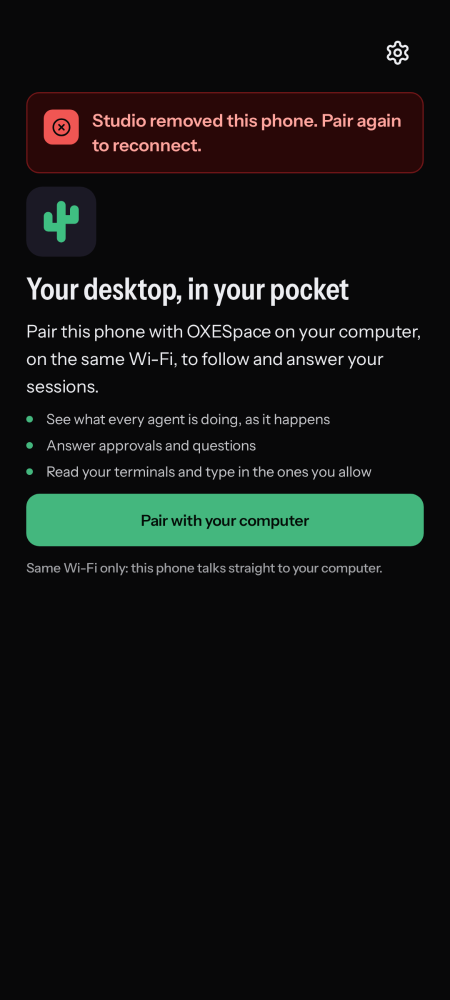 Studio removed this phone. Pair again
to reconnect.
Your desktop, in your pocket
Pair this phone with OXESpace on your computer,
on the same Wi-Fi, to follow and answer your
sessions.
See what every agent is doing, as it happens
Answer approvals and questions
Read your terminals and type in the ones you allow
Pair with your computer
Same Wi-Fi only: this phone talks straight to your computer.